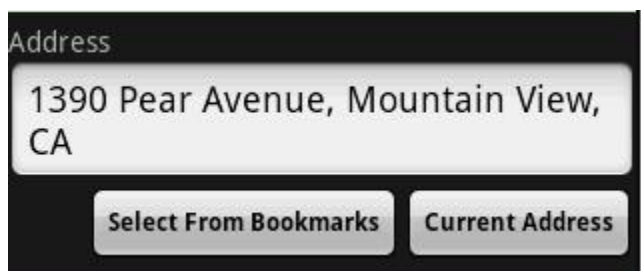 Address
1390 Pear Avenue, Mountain View,
CA
Select From Bookmarks Current Address